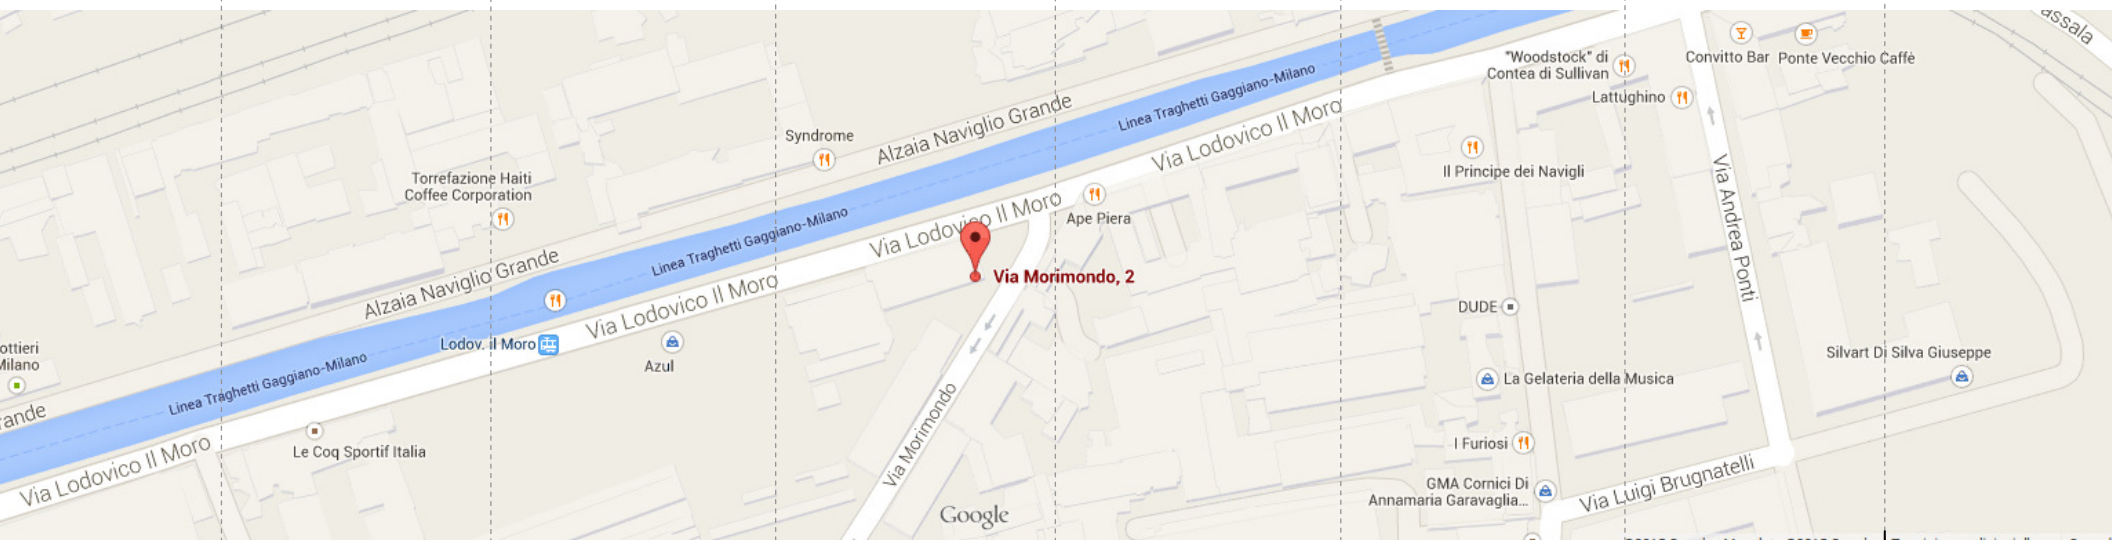 assala
Convitto Bar
Ponte Vecchio Caffè
"Woodstock" di
Contea di Sullivan
Lattughino
Linea Traghetti Gaggiano-Milano
Alzaia Naviglio Grande
Via Lodovico Il Moro
Syndrome
Il Principe dei Navigli
Torrefazione Haiti
Coffee Corporation
Via Andrea Ponti
Ape Piera
Via Lodovico Il Moro
Linea Traghetti Gaggiano-Milano
Via Morimondo, 2
Alzaia Naviglio Grande
Via Lodovico Il Moro
DUDE
Lodov. il Moro
Azul
ottieri
Milano
Silvart Di Silva Giuseppe
Linea Traghetti Gaggiano-Milano
La Gelateria della Musica
rande
Via Morimondo
Le Coq Sportif Italia
I Furiosi
Via Lodovico Il Moro
GMA Cornici Di
Annamaria Garavaglia...
Via Luigi Brugnatelli
Google